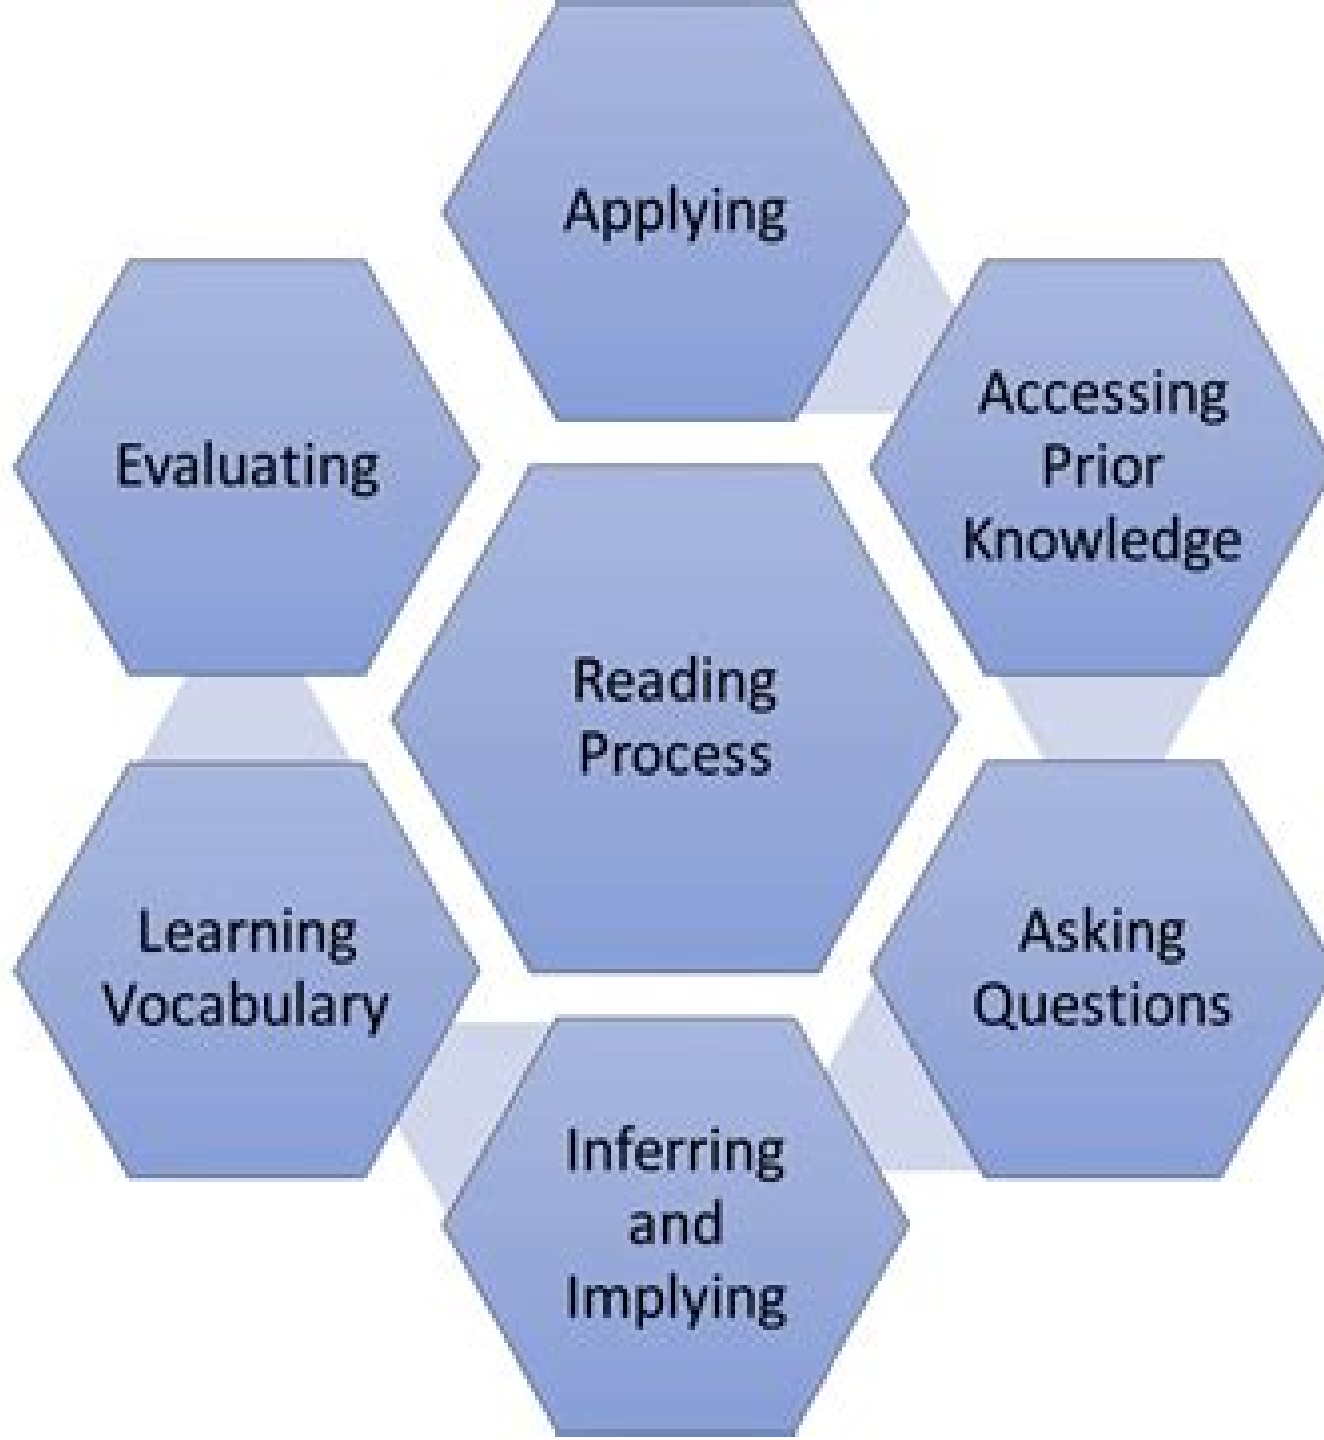 Applying
Accessing
Prior
Knowledge
Evaluating
Reading
Process
Asking
Questions
Learning
Vocabulary
Inferring
and
Implying